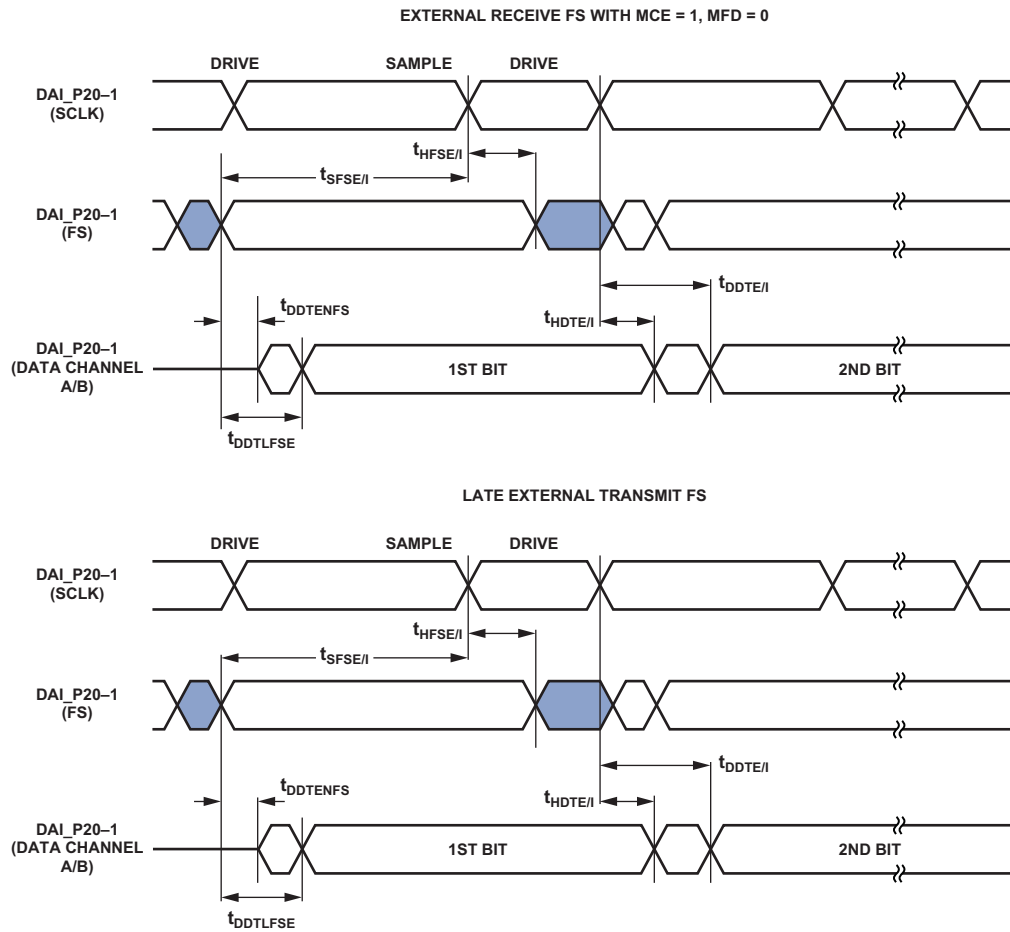 EXTERNAL RECEIVE FS WITH MCE = 1, MFD = 0
DRIVE SAMPLE DRIVE
DAI_P20–1
(SCLK)
tHFSE/I
tSFSE/I
DAI_P20–1
(FS)
tDDTE/I
tDDTENFS
tHDTE/I
DAI_P20–1
(DATA CHANNEL
A/B)
1ST BIT 2ND BIT
tDDTLFSE
LATE EXTERNAL TRANSMIT FS
DRIVE SAMPLE DRIVE
DAI_P20–1
(SCLK)
tHFSE/I
tSFSE/I
DAI_P20–1
(FS)
tDDTE/I
tDDTENFS
tHDTE/I
DAI_P20–1
(DATA CHANNEL
A/B)
1ST BIT 2ND BIT
tDDTLFSE